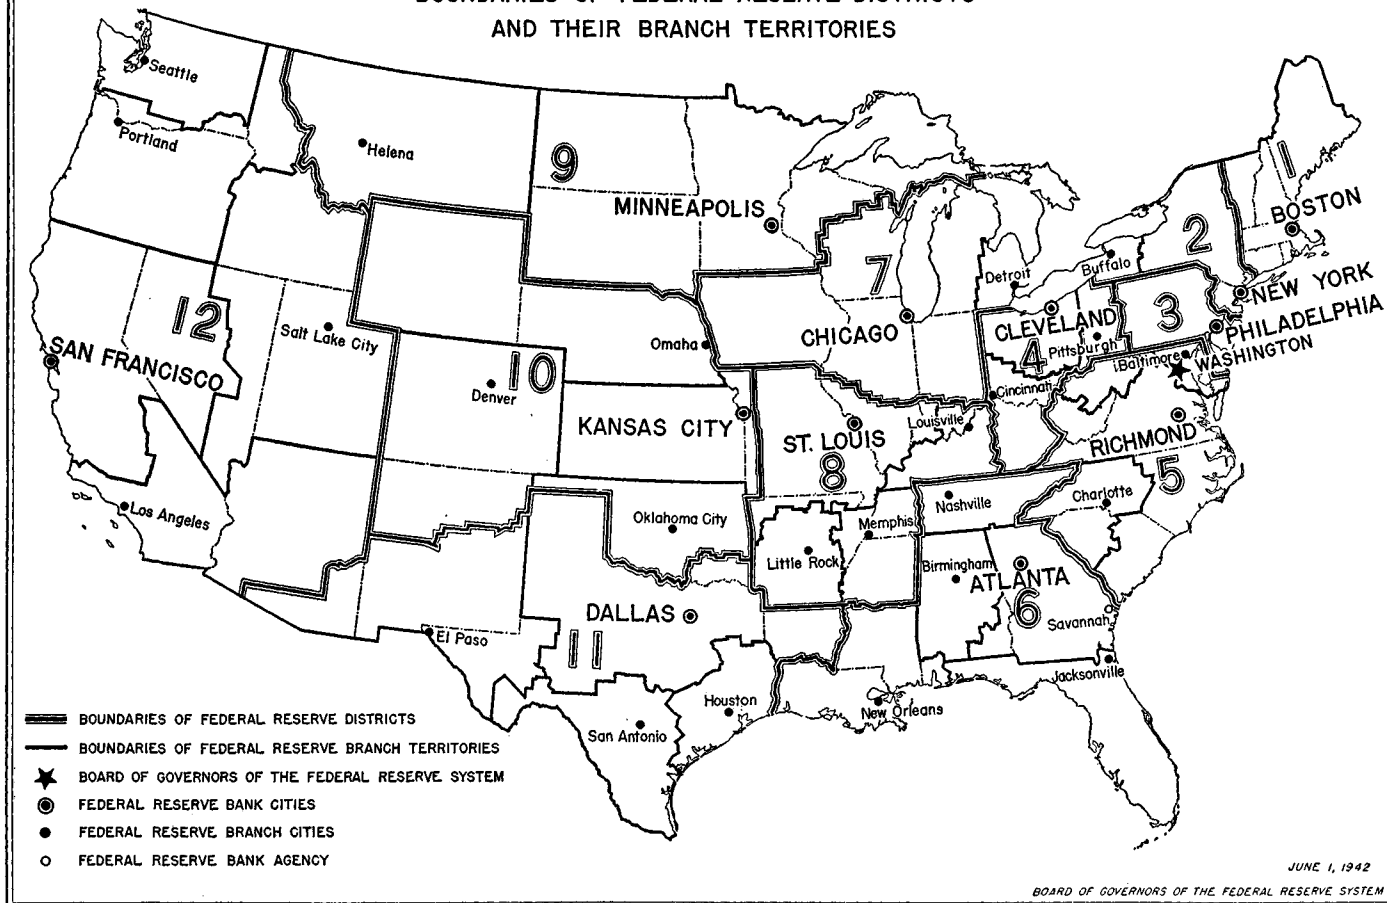 BOUNDARIES OF FEDERAL RESERVE DISTRICTS
AND THEIR BRANCH TERRITORIES
Seattle
Portland
Helena
9
MINNEAPOLIS
1
BOSTON
2
Buffalo
Detroit
7
NEW YORK
12
Salt Lake City
SAN FRANCISCO
Omaha
CHICAGO
CLEVELAND
4
Pittsburgh
3
PHILADELPHIA
Baltimore
WASHINGTON
10
Denver
Cincinnati
KANSAS CITY
ST. LOUIS
8
Louisville
RICHMOND
5
Los Angeles
Oklahoma City
Memphis
Nashville
Charlotte
Little Rock
Birmingham
ATLANTA
6
Savannah
DALLAS
11
El Paso
Jacksonville
Houston
New Orleans
San Antonio
BOUNDARIES OF FEDERAL RESERVE DISTRICTS
BOUNDARIES OF FEDERAL RESERVE BRANCH TERRITORIES
BOARD OF GOVERNORS OF THE FEDERAL RESERVE SYSTEM
FEDERAL RESERVE BANK CITIES
FEDERAL RESERVE BRANCH CITIES
FEDERAL RESERVE BANK AGENCY
JUNE 1, 1942
BOARD OF GOVERNORS OF THE FEDERAL RESERVE SYSTEM